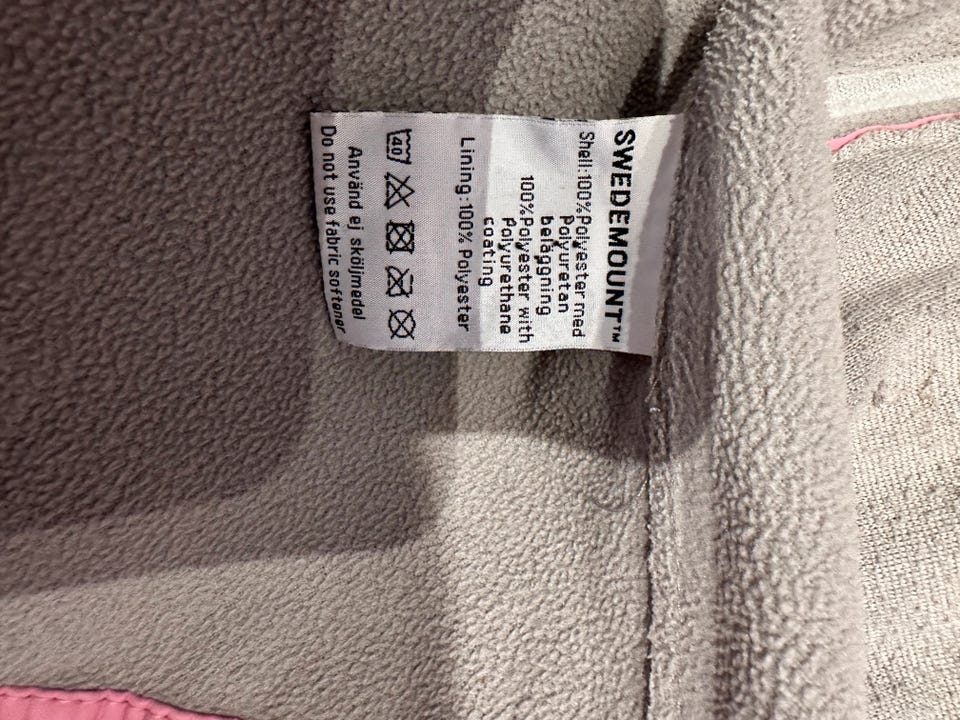 SWEDEMOUNT™
Shell:100%Polyester med
Polyuretan
beläggning
100%Polyester with
Polyurethane
coating
Lining:100% Polyester
40
Använd ej sköljmedel
Do not use fabric softener